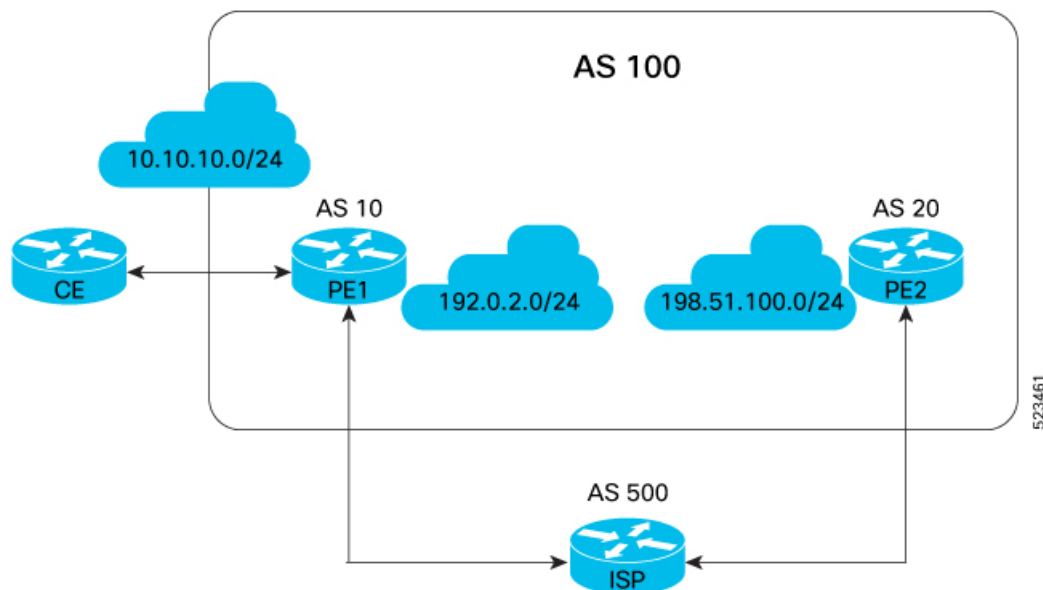 AS 100
10.10.10.0/24
AS 10
AS 20
CE
PE1
192.0.2.0/24
198.51.100.0/24
PE2
523461
AS 500
ISP